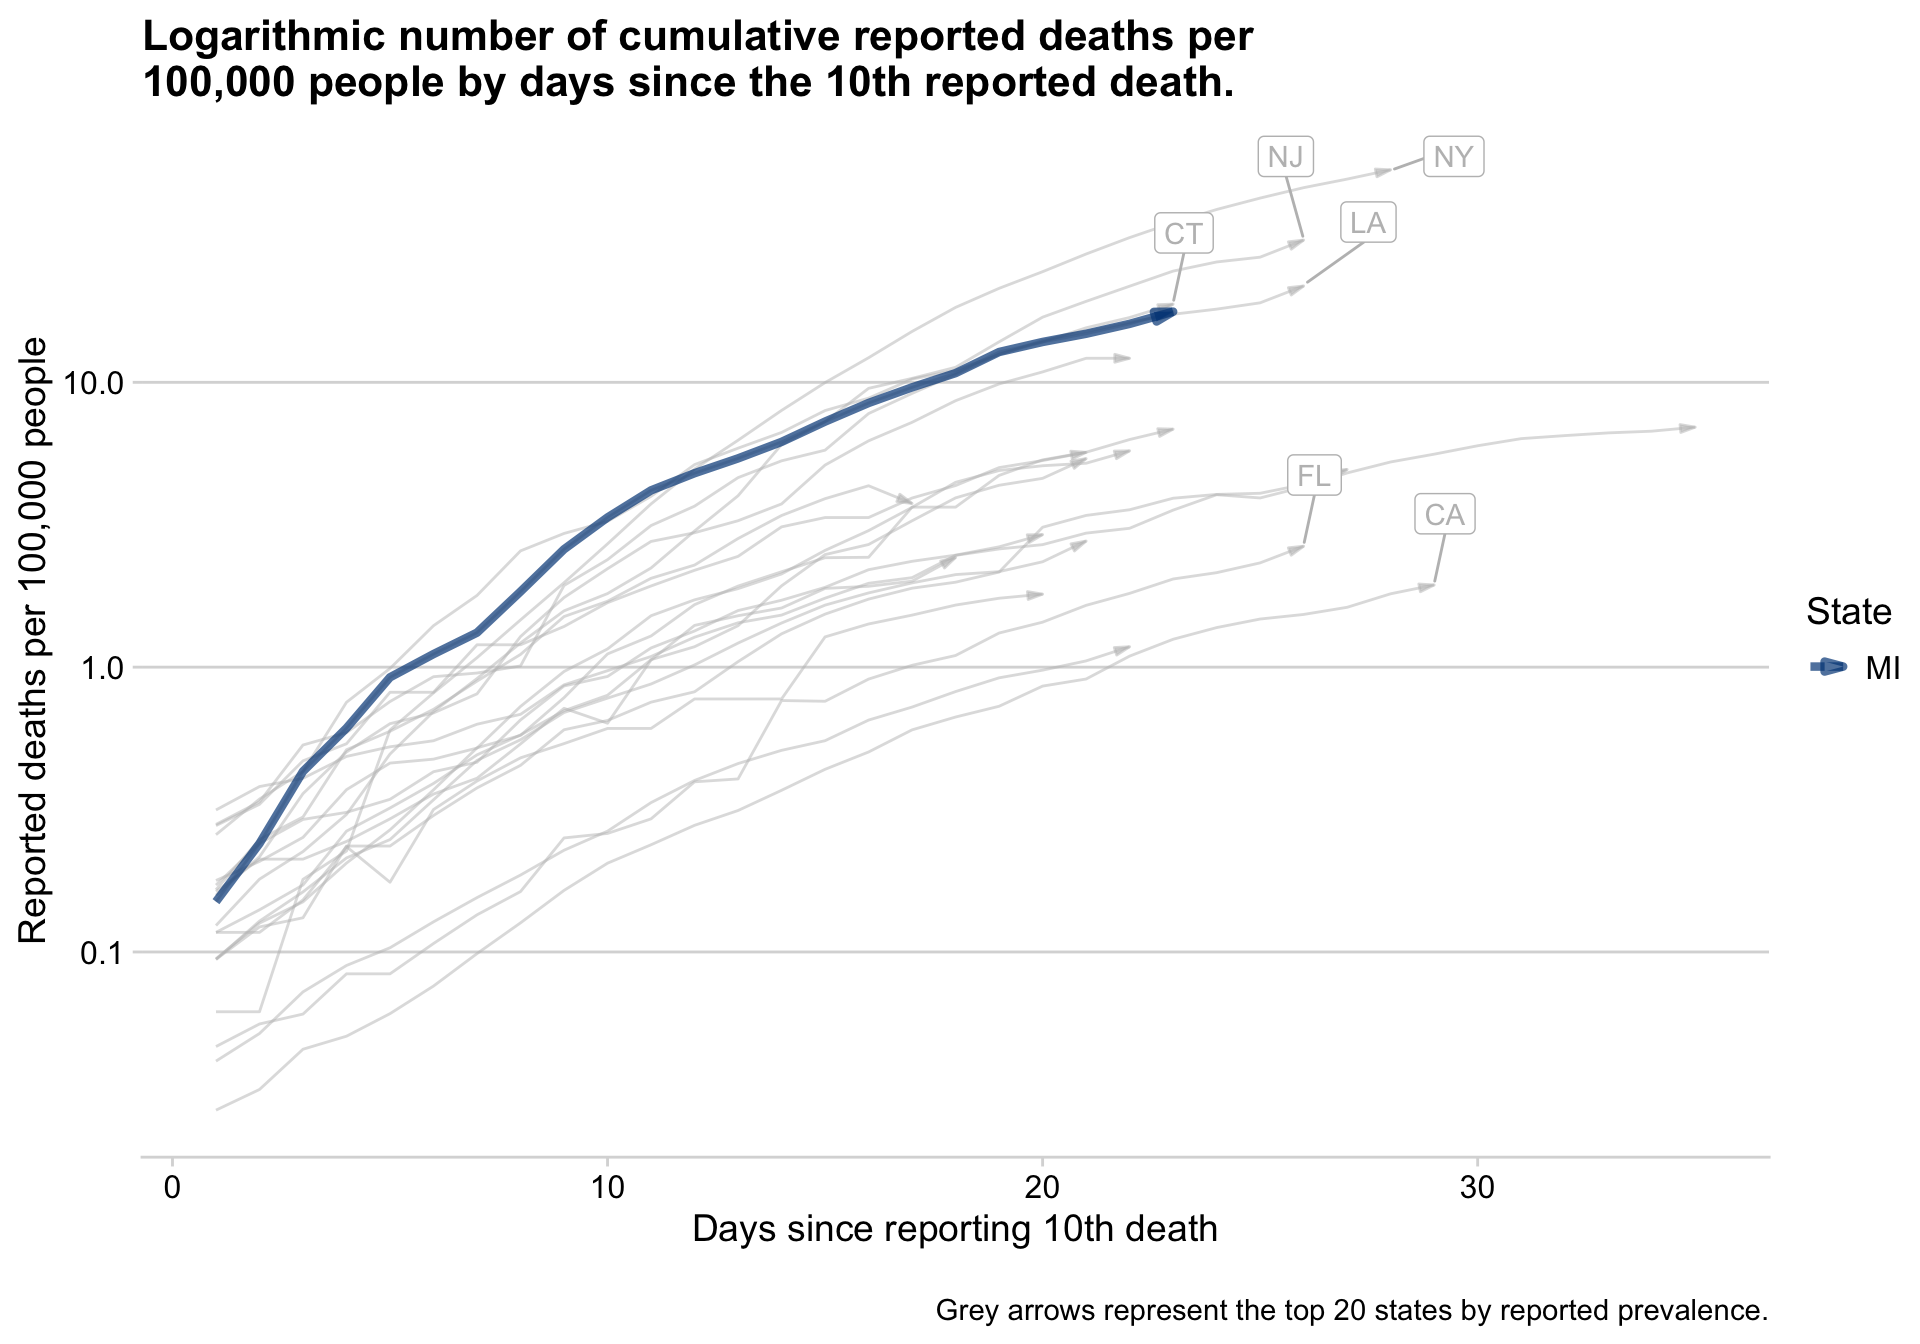 Logarithmic number of cumulative reported deaths per
100,000 people by days since the 10th reported death.
NJ
NY
LA
CT
FL
CA
Reported deaths per 100,000 people
10.0
1.0
0.1
State
MI
0
10
20
30
Days since reporting 10th death
Grey arrows represent the top 20 states by reported prevalence.